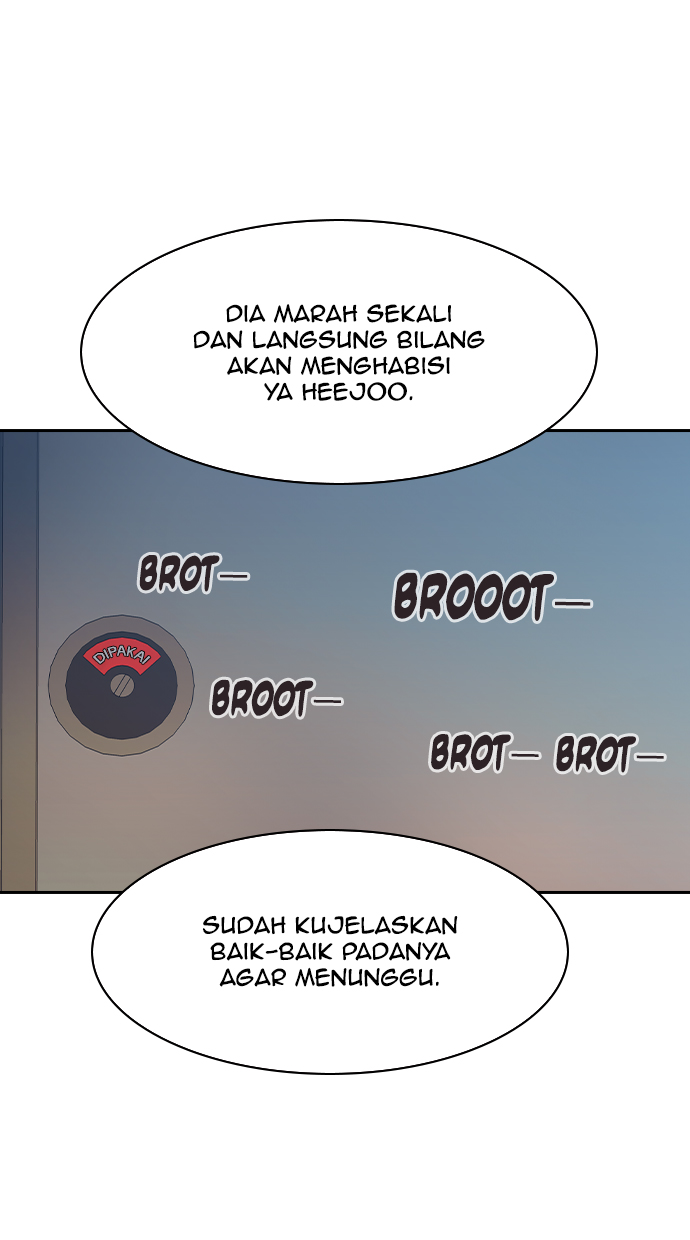 DIA MARAH SEKALI
DAN LANGSUNG BILANG
AKAN MENGHABISI
YA HEEJOO.
BROT—
BROOOT—
DIPAKAI
BROOT—
BROT— BROT—
SUDAH KUJELASKAN
BAIK-BAIK PADANYA
AGAR MENUNGGU.